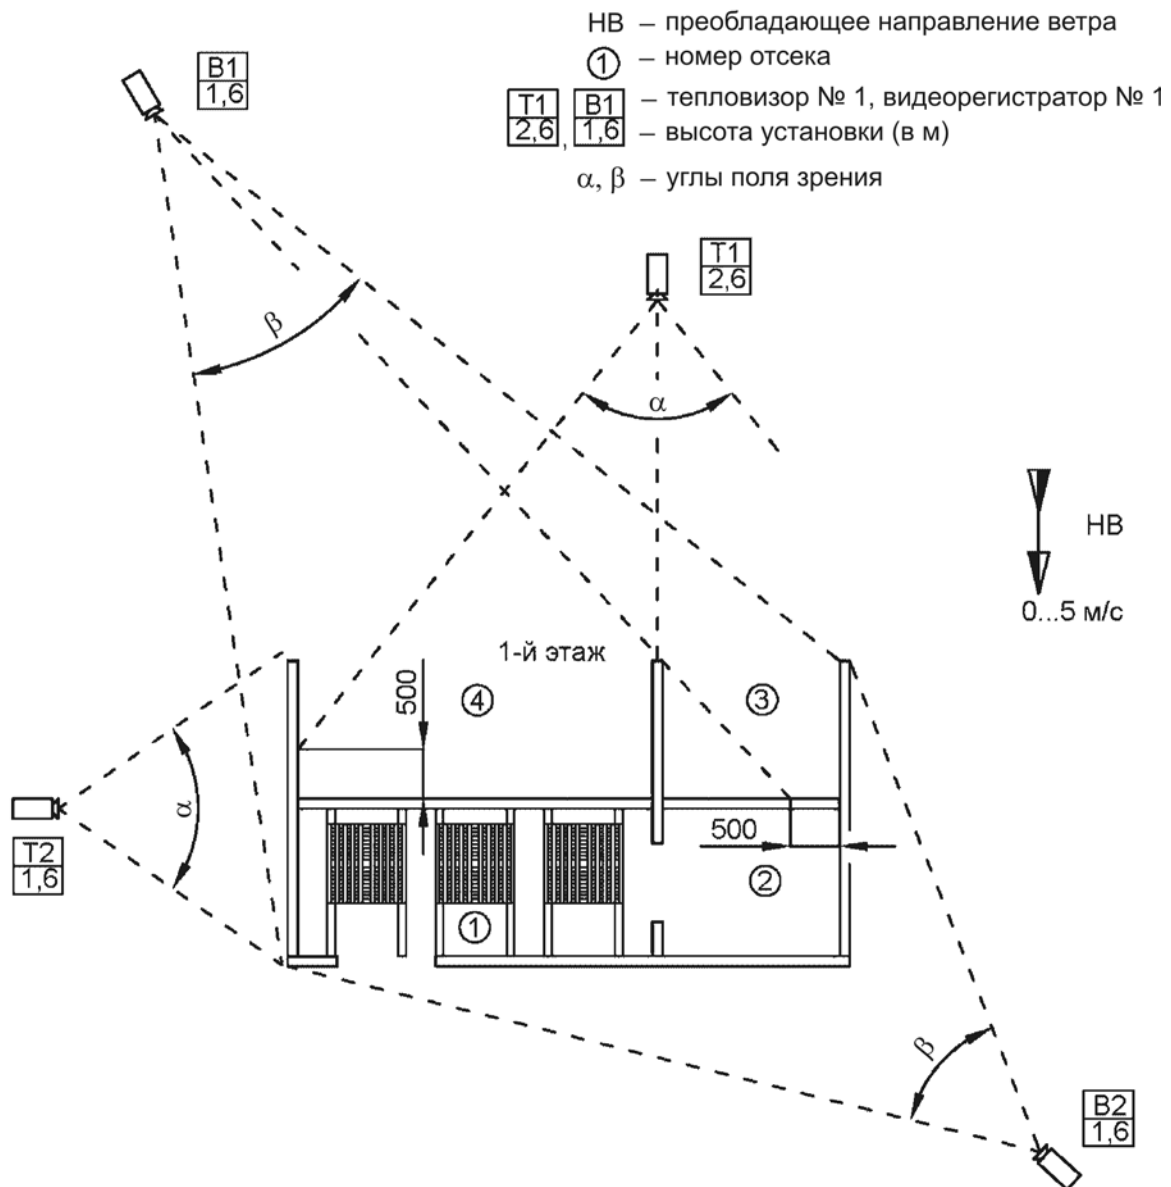 НВ – преобладающее направление ветра
1 – номер отсека
Т1 2,6, В1 1,6 – тепловизор № 1, видеорегистратор № 1
– высота установки (в м)
α, β – углы поля зрения
В1
1,6
Т1
2,6
β
α
НВ
0...5 м/с
1-й этаж
500
4
3
α
Т2
1,6
500
2
1
β
В2
1,6